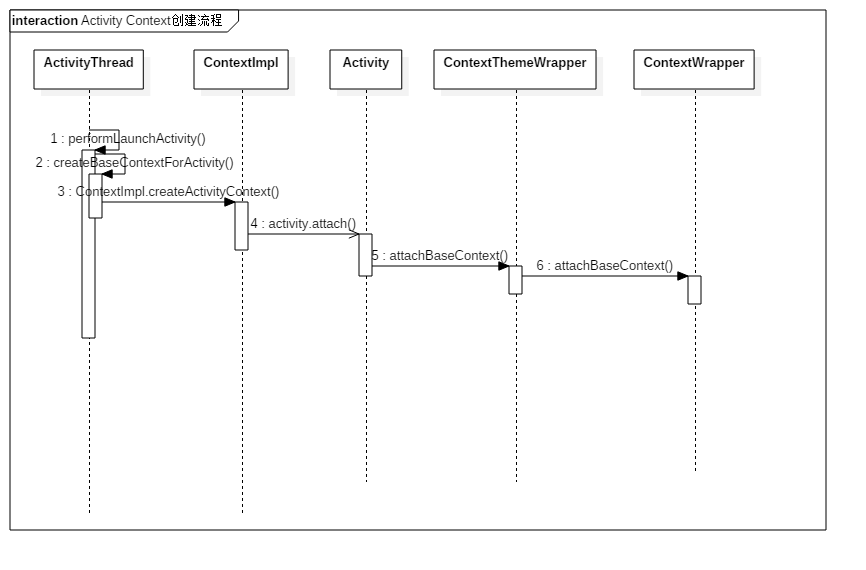 interaction Activity Context创建流程
ActivityThread
ContextImpl
Activity
ContextThemeWrapper
ContextWrapper
1 : performLaunchActivity()
2 : createBaseContextForActivity()
3 : ContextImpl.createActivityContext()
4 : activity.attach()
5 : attachBaseContext()
6 : attachBaseContext()